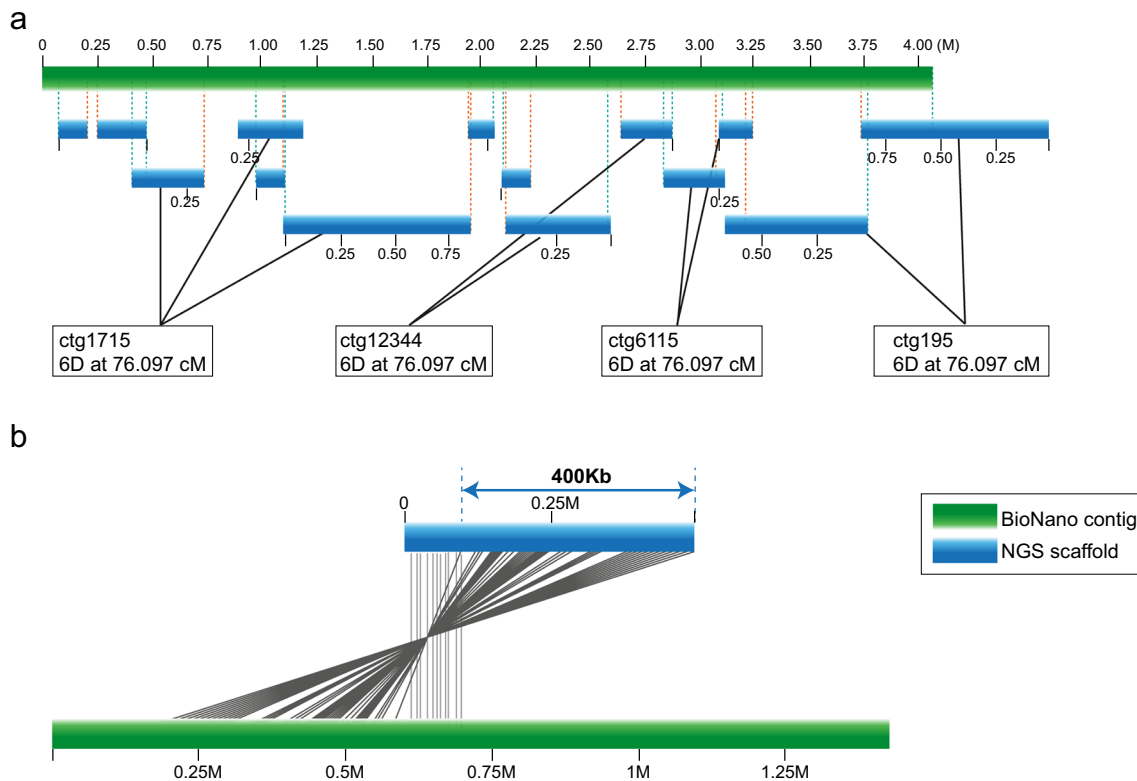 a
0 0.25 0.50 0.75 1.00 1.25 1.50 1.75 2.00 2.25 2.50 2.75 3.00 3.25 3.50 3.75 4.00 (M)
0.25 0.75 0.50 0.25
0.25 0.25
0.25 0.50 0.75 0.25 0.50 0.25
ctg1715
6D at 76.097 cM
ctg12344
6D at 76.097 cM
ctg6115
6D at 76.097 cM
ctg195
6D at 76.097 cM
b
400Kb
0 0.25M
BioNano contig
NGS scaffold
0.25M 0.5M 0.75M 1M 1.25M